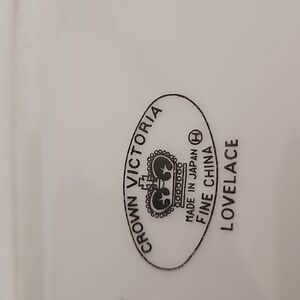 CROWN VICTORIA
MADE IN JAPAN H
FINE CHINA
LOVELACE